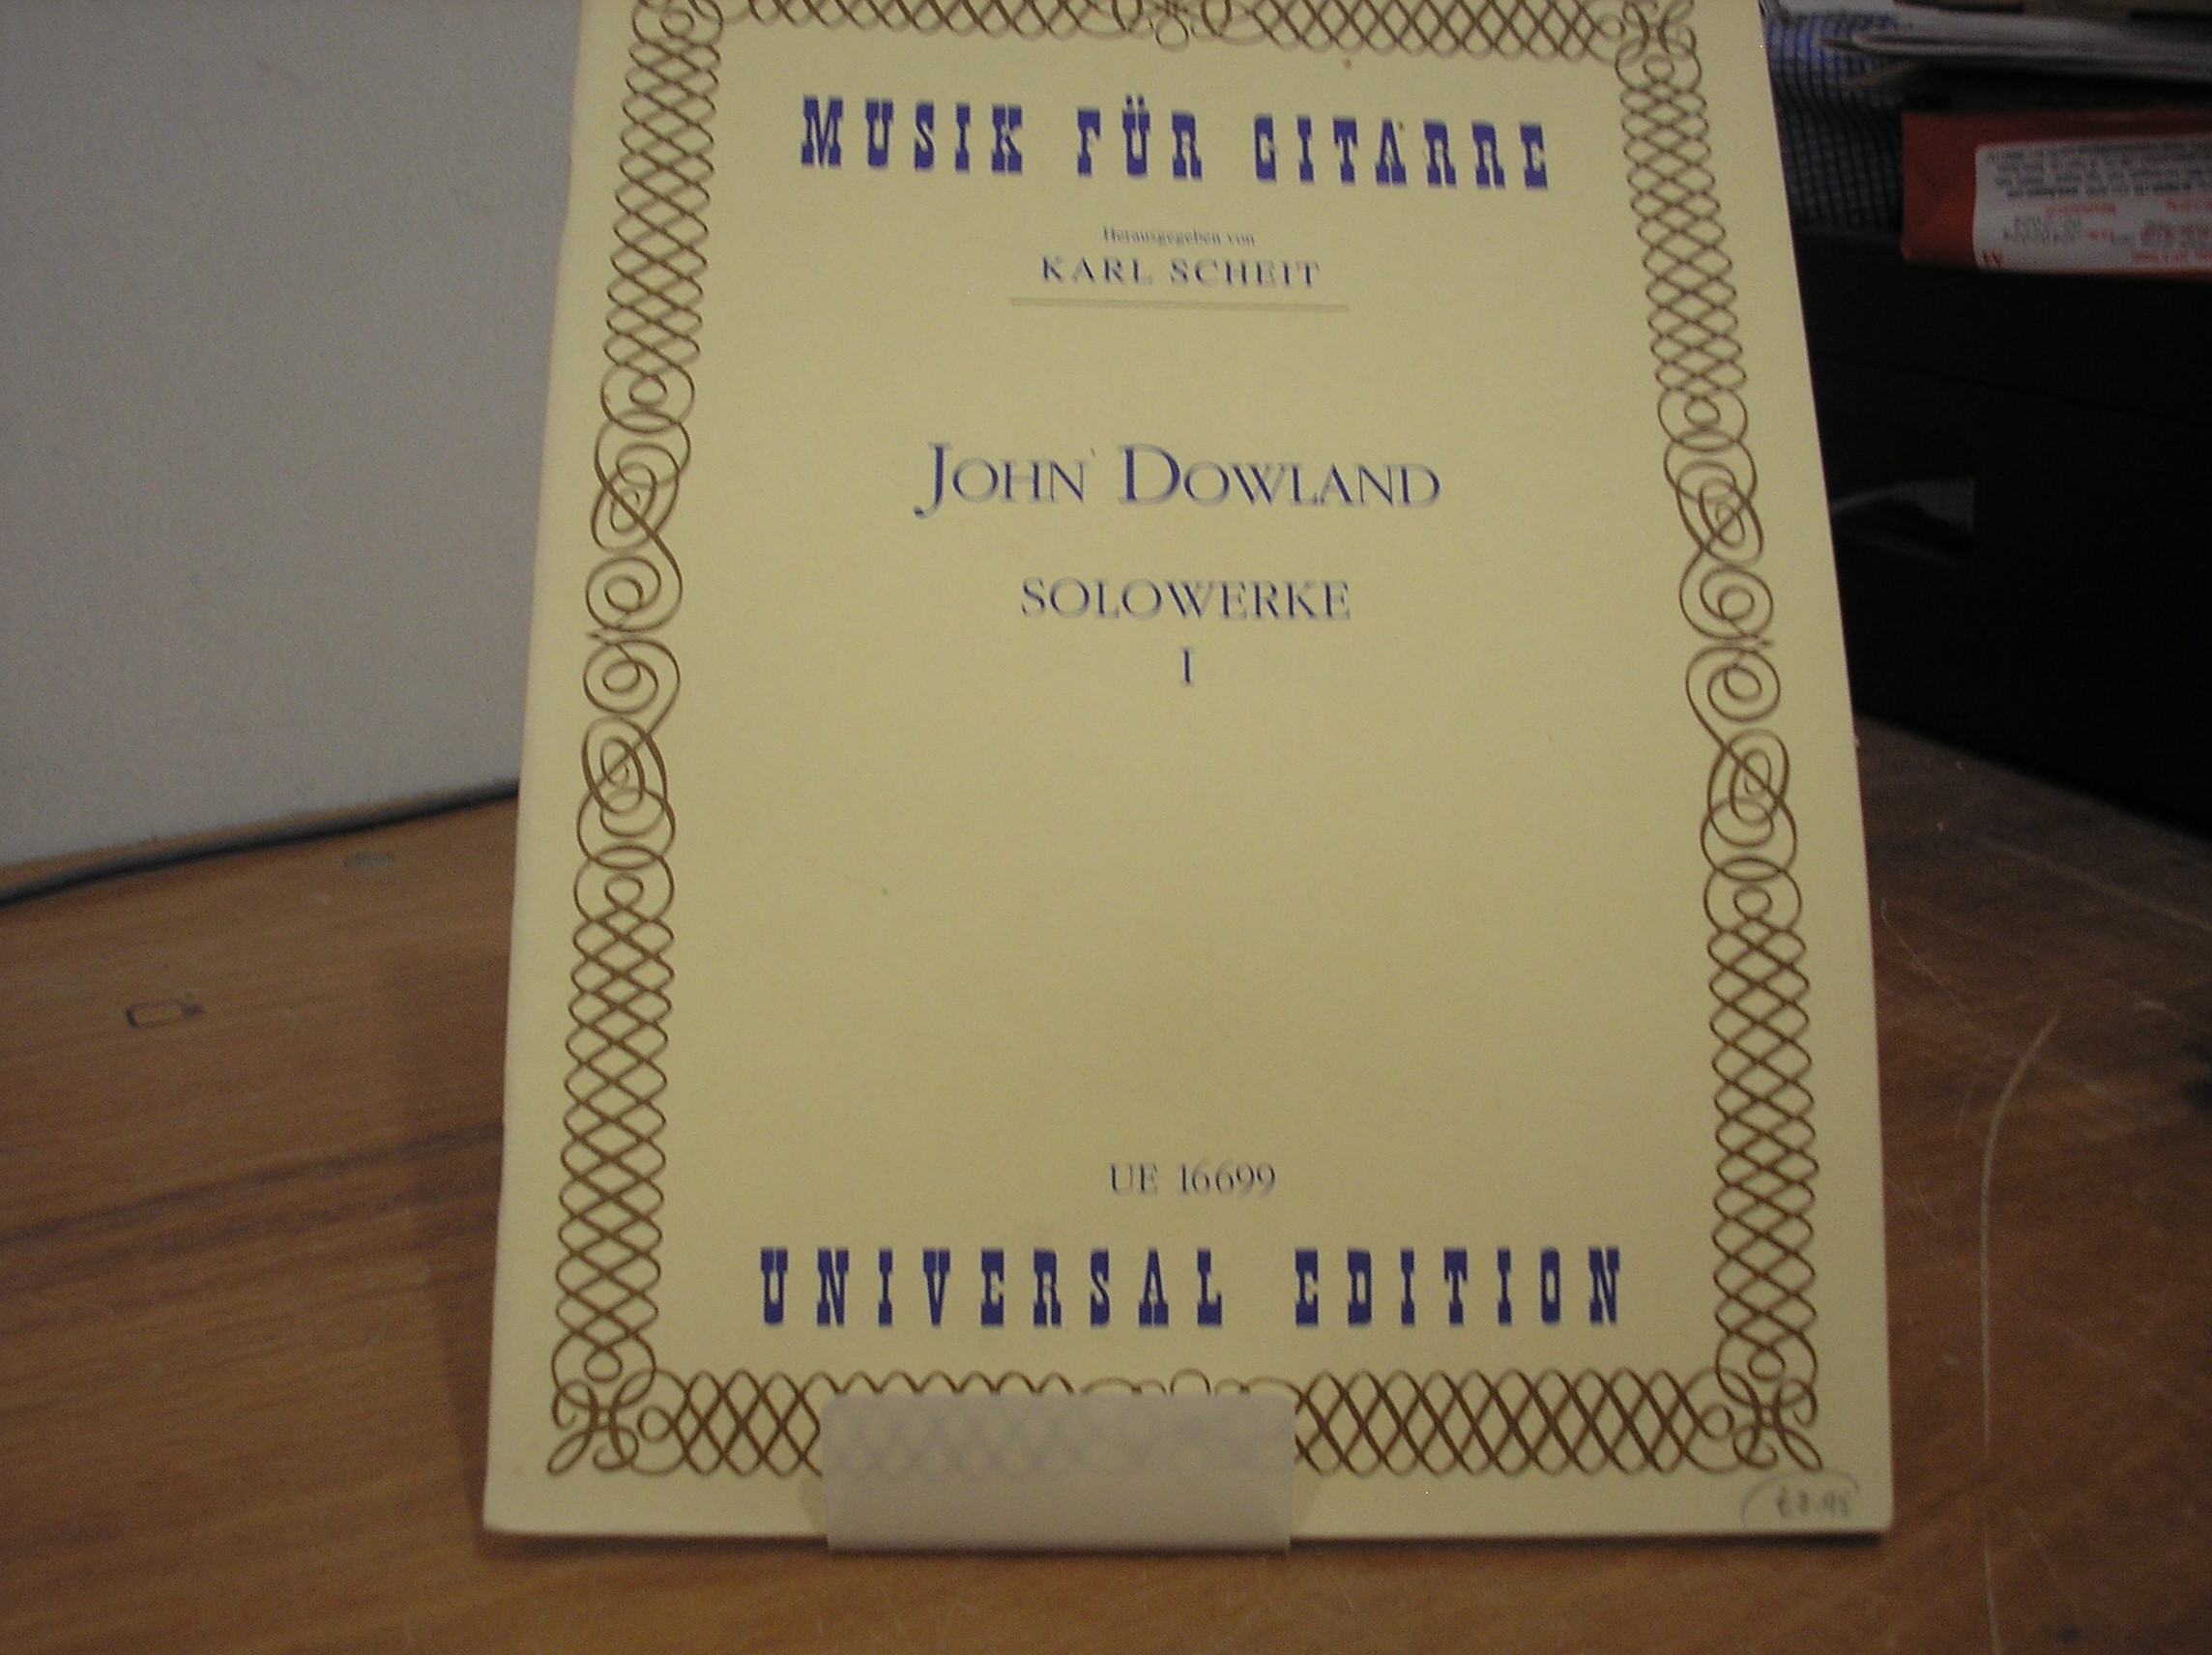 MUSIK FÜR GITARRE
Herausgegeben von
KARL SCHEIT
JOHN DOWLAND
SOLOWERKE
I
UE 16699
UNIVERSAL EDITION